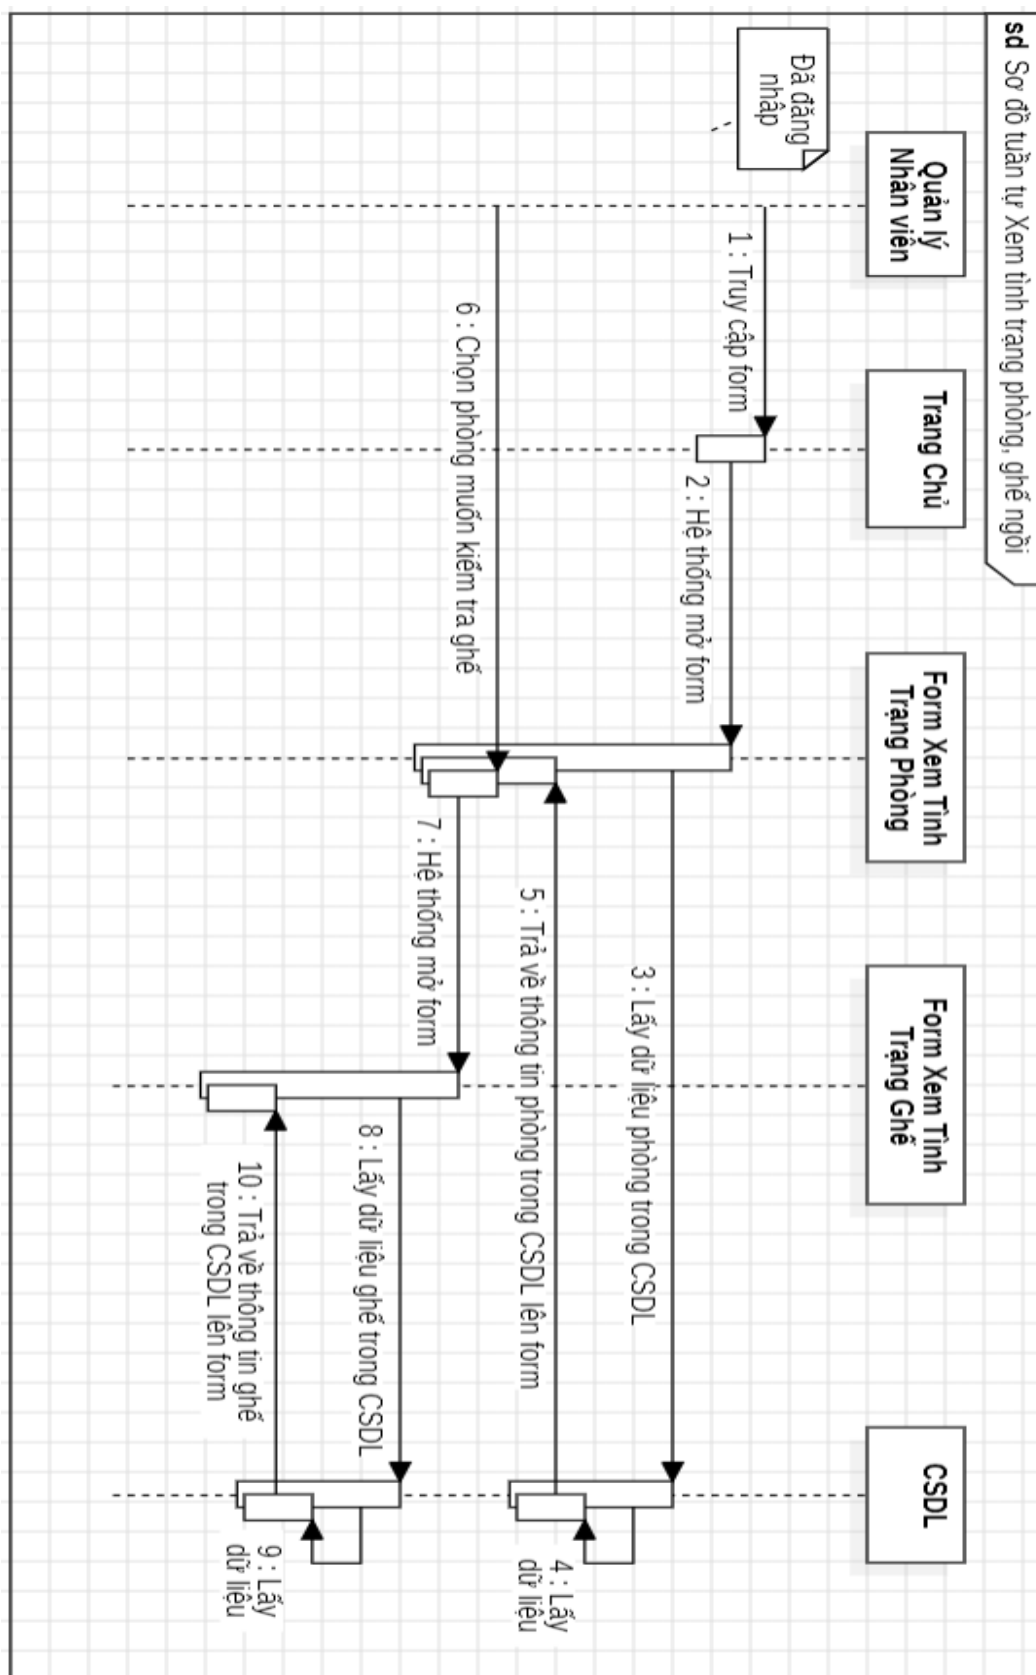 sd Sơ đồ tuần tự Xem tình trạng phòng, ghế ngồi
Quản lý
Nhân viên
Trang Chủ
Form Xem Tình
Trạng Phòng
Form Xem Tình
Trạng Ghế
CSDL
Đã đăng
nhập
1 : Truy cập form
2 : Hệ thống mở form
3 : Lấy dữ liệu phòng trong CSDL
4 : Lấy
dữ liệu
5 : Trả về thông tin phòng trong CSDL lên form
6 : Chọn phòng muốn kiểm tra ghế
7 : Hệ thống mở form
8 : Lấy dữ liệu ghế trong CSDL
9 : Lấy
dữ liệu
10 : Trả về thông tin ghế
trong CSDL lên form